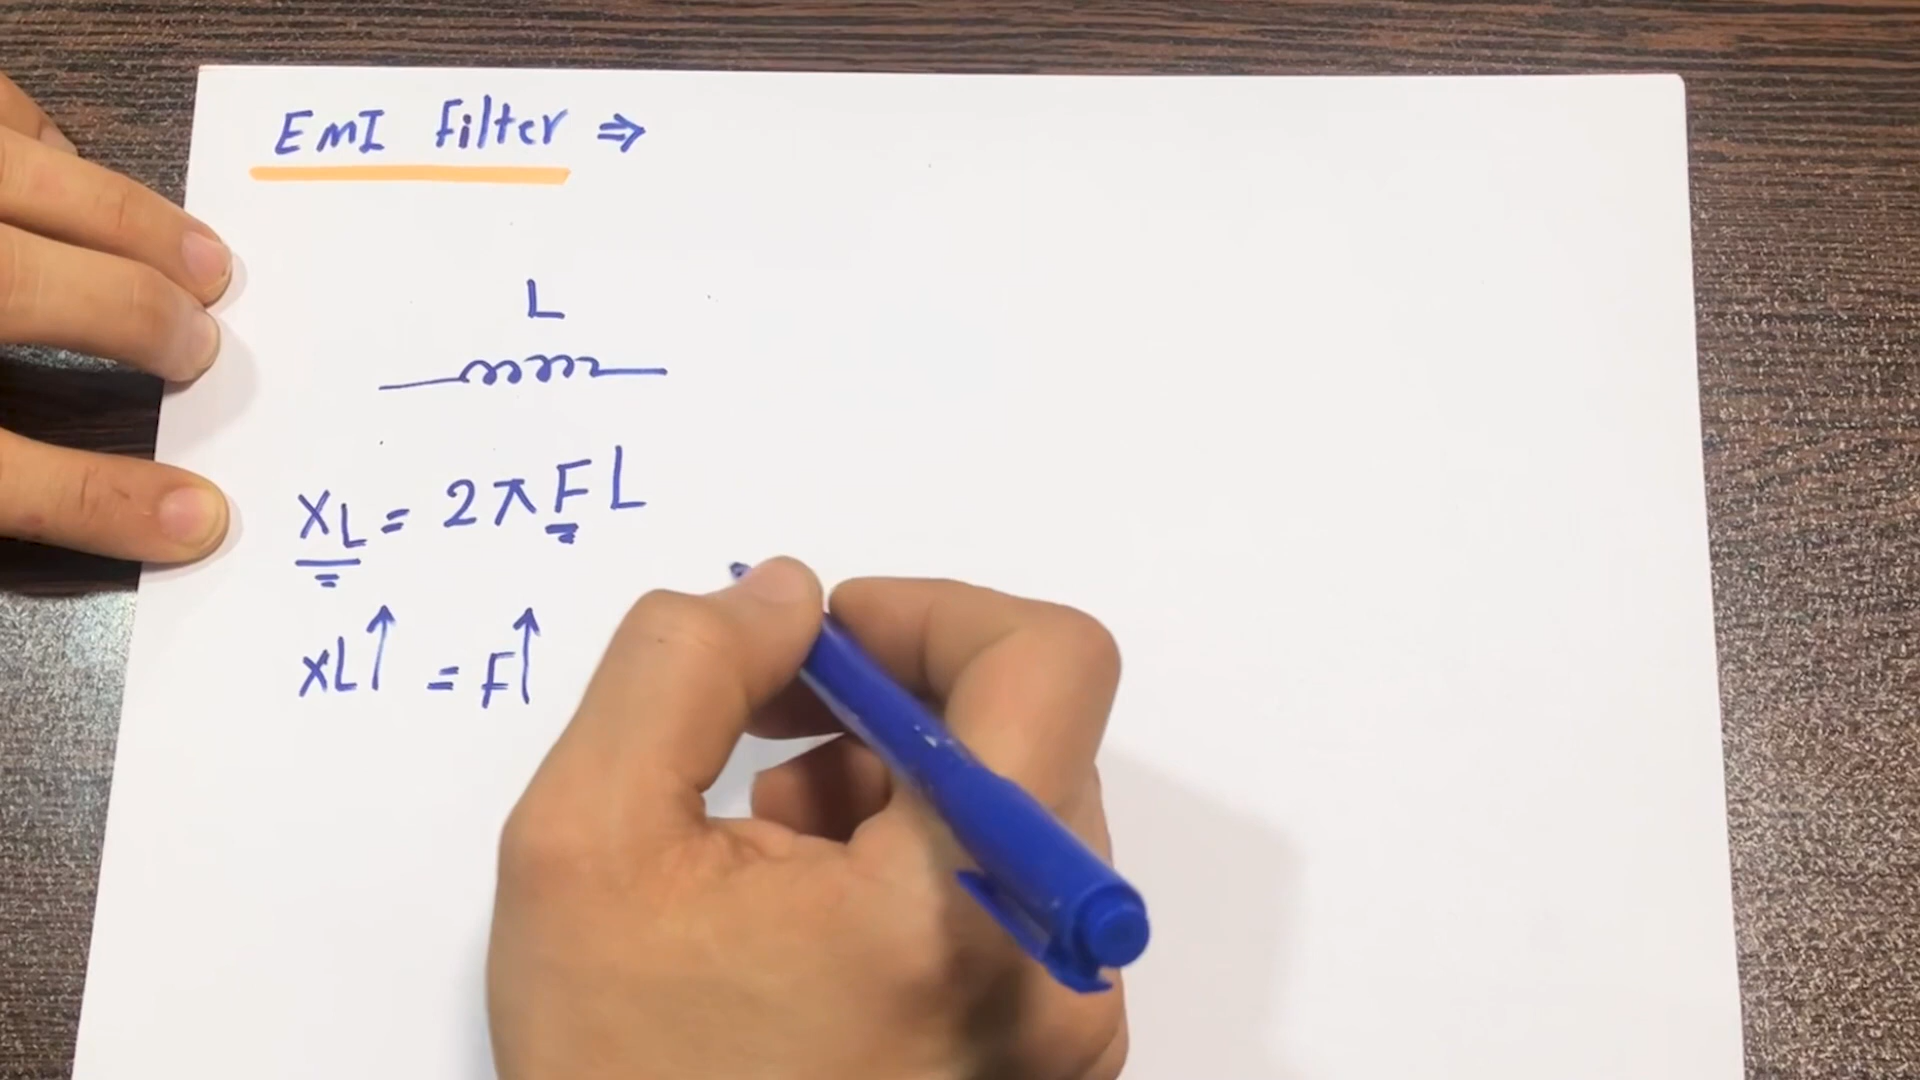 EmI Filter ⇒
L
XL = 2πFL
XL↑ = F↑